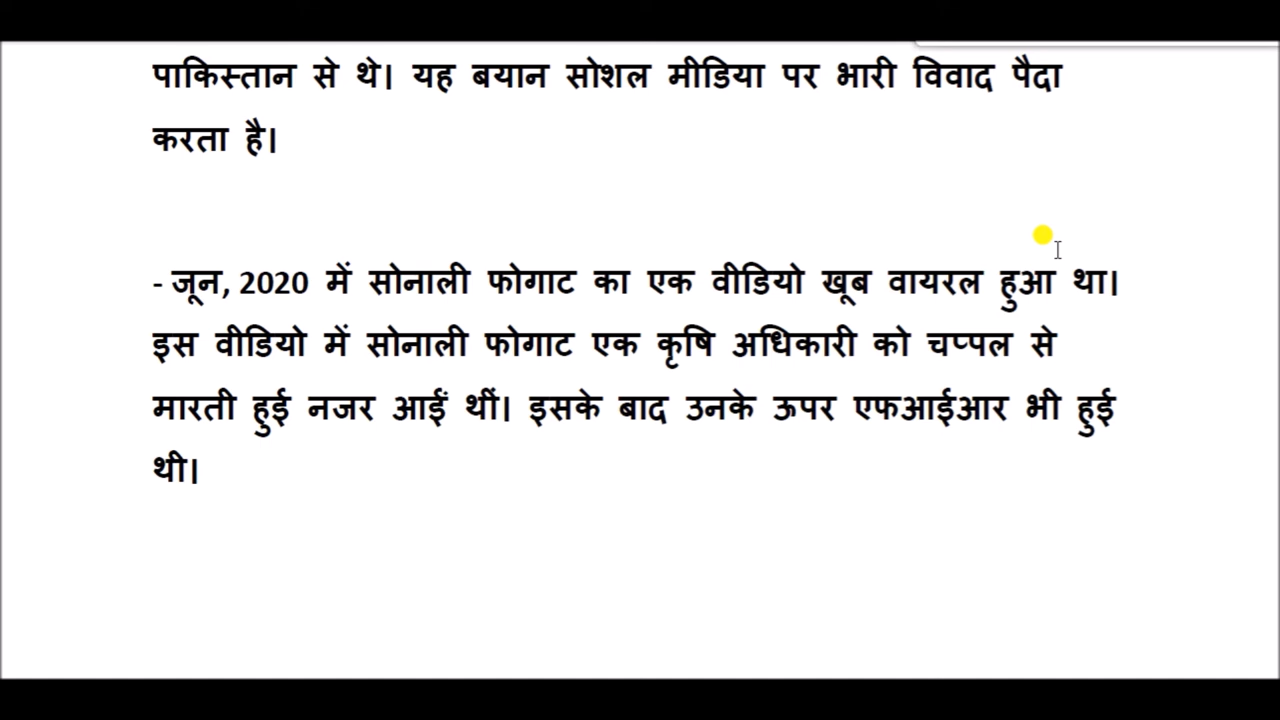 पाकिस्तान से थे। यह बयान सोशल मीडिया पर भारी विवाद पैदा
करता है।
- जून, 2020 में सोनाली फोगाट का एक वीडियो खूब वायरल हुआ था।
इस वीडियो में सोनाली फोगाट एक कृषि अधिकारी को चप्पल से
मारती हुई नजर आईं थीं। इसके बाद उनके ऊपर एफआईआर भी हुई
थी।